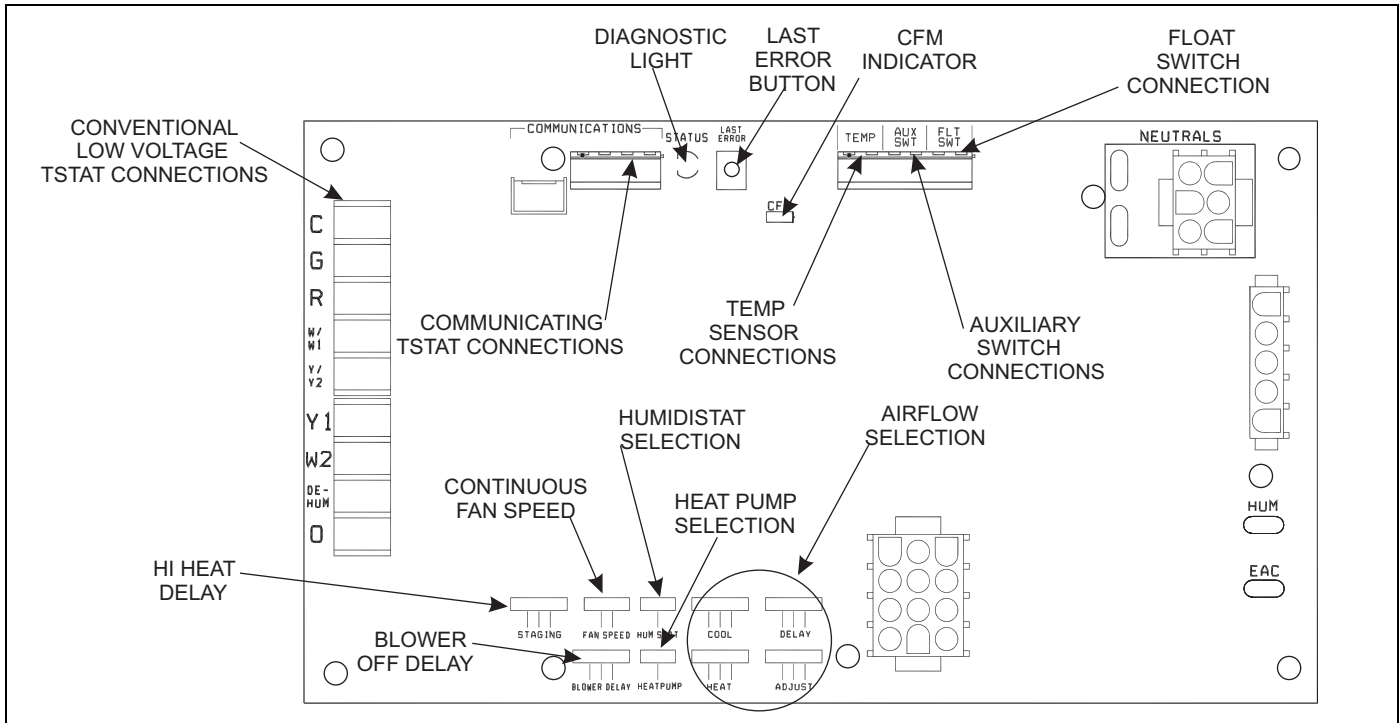 DIAGNOSTIC
LIGHT
LAST
ERROR
BUTTON
CFM
INDICATOR
FLOAT
SWITCH
CONNECTION
CONVENTIONAL
LOW VOLTAGE
TSTAT CONNECTIONS
COMMUNICATIONS
STATUS
LAST
ERROR
TEMP
AUX
SWT
FLT
SWT
NEUTRALS
C
G
R
W/
W1
Y/
Y2
Y1
W2
DE-
HUM
O
COMMUNICATING
TSTAT CONNECTIONS
TEMP
SENSOR
CONNECTIONS
AUXILIARY
SWITCH
CONNECTIONS
HUMIDISTAT
SELECTION
AIRFLOW
SELECTION
CONTINUOUS
FAN SPEED
HEAT PUMP
SELECTION
HUM
EAC
HI HEAT
DELAY
STAGING
FAN SPEED
COOL
DELAY
BLOWER
OFF DELAY
BLOWER DELAY
HEATPUMP
HEAT
ADJUST